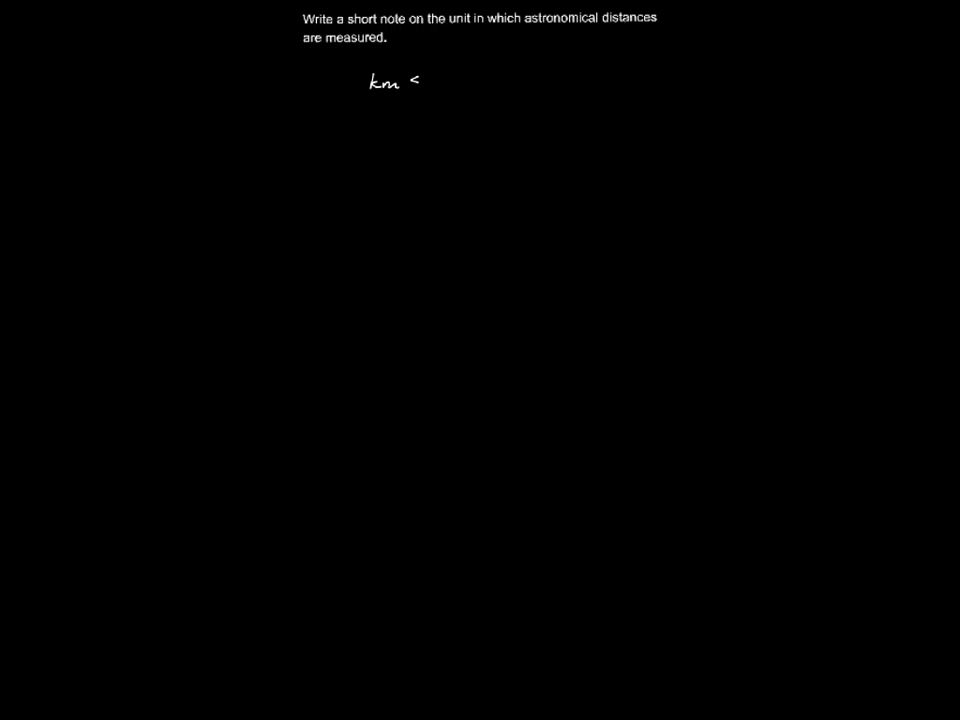 Write a short note on the unit in which astronomical distances
are measured.
km <